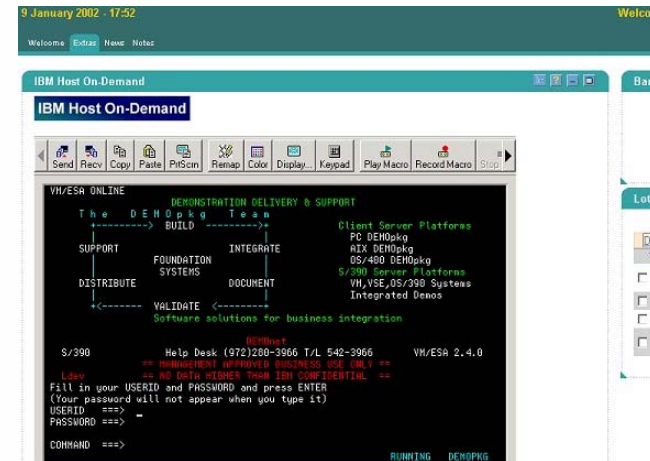 9 January 2002 - 17:52
Welco
Welcome Extras News Notes
IBM Host On-Demand
Bar
IBM Host On-Demand
Send Recv Copy Paste PrtScrn Remap Color Display... Keypad Play Macro Record Macro Stop
Lot
VM/ESA ONLINE
DEMONSTRATION DELIVERY & SUPPORT
The DEMOpkg Team
+--------> BUILD ---------->+
Client Server Platforms
PC DEMOpkg
SUPPORT INTEGRATE AIX DEMOpkg
FOUNDATION OS/400 DEMOpkg
SYSTEMS S/390 Server Platforms
DISTRIBUTE DOCUMENT VM,VSE,OS/390 Systems
Integrated Demos
+<------- VALIDATE <--------+
Software solutions for business integration
DEMOnet
S/390 Help Desk (972)280-3966 T/L 542-3966 VM/ESA 2.4.0
== MANAGEMENT APPROVED BUSINESS USE ONLY ==
Ldev == NO DATA HIGHER THAN IBM CONFIDENTIAL ==
Fill in your USERID and PASSWORD and press ENTER
(Your password will not appear when you type it)
USERID ===>
PASSWORD ===>
COMMAND ===>
RUNNING DEMOPKG